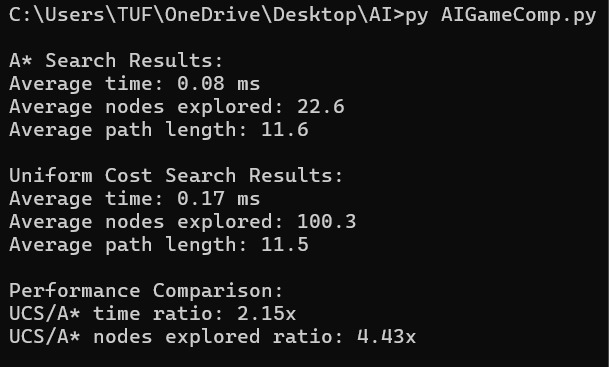 C:\Users\TUF\OneDrive\Desktop\AI>py AIGameComp.py
A* Search Results:
Average time: 0.08 ms
Average nodes explored: 22.6
Average path length: 11.6
Uniform Cost Search Results:
Average time: 0.17 ms
Average nodes explored: 100.3
Average path length: 11.5
Performance Comparison:
UCS/A* time ratio: 2.15x
UCS/A* nodes explored ratio: 4.43x